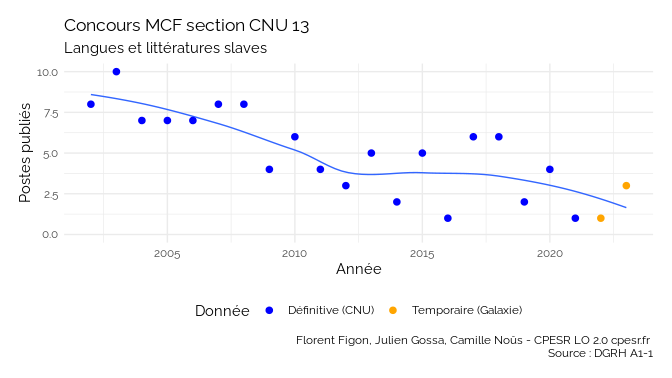 Concours MCF section CNU 13
Langues et littératures slaves
Postes publiés
10.0
7.5
5.0
2.5
0.0
2005 2010 2015 2020
Année
Donnée Définitive (CNU) Temporaire (Galaxie)
Florent Figon, Julien Gossa, Camille Noûs - CPESR LO 2.0 cpesr.fr
Source : DGRH A1-1